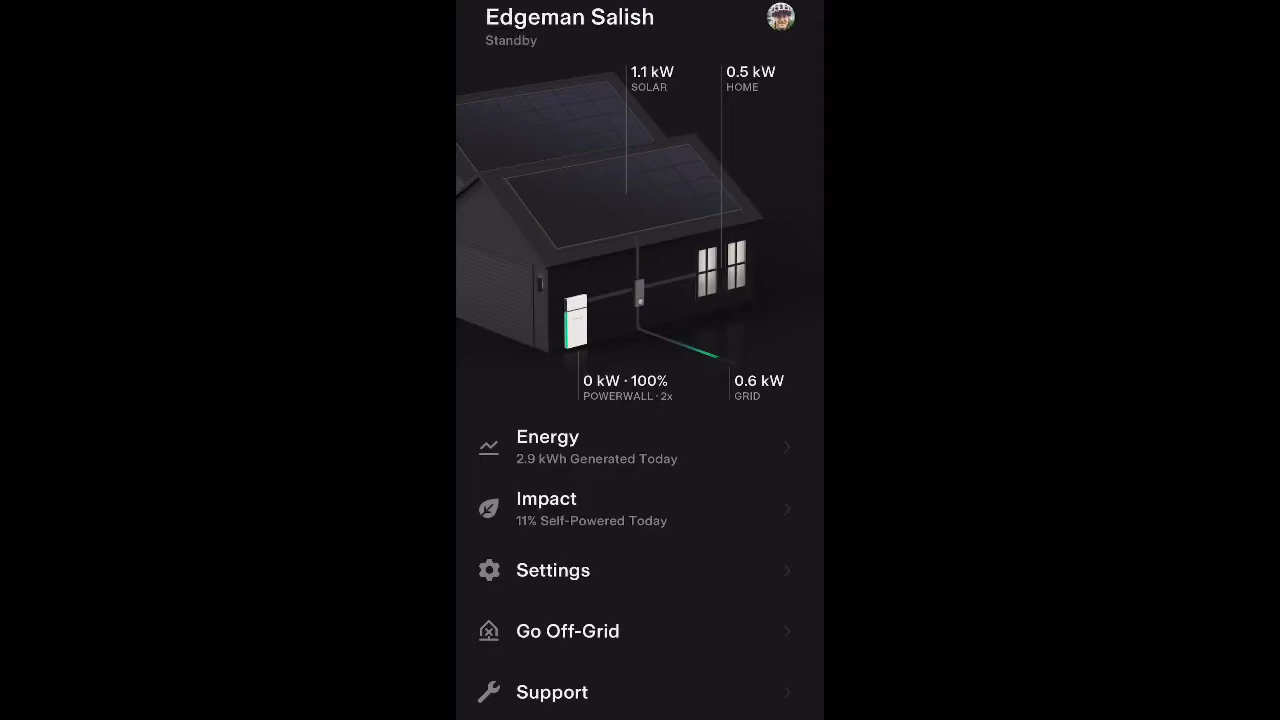 Edgeman Salish
Standby
1.1 kW
SOLAR
0.5 kW
HOME
0 kW · 100%
POWERWALL · 2x
0.6 kW
GRID
Energy
2.9 kWh Generated Today
Impact
11% Self-Powered Today
Settings
Go Off-Grid
Support